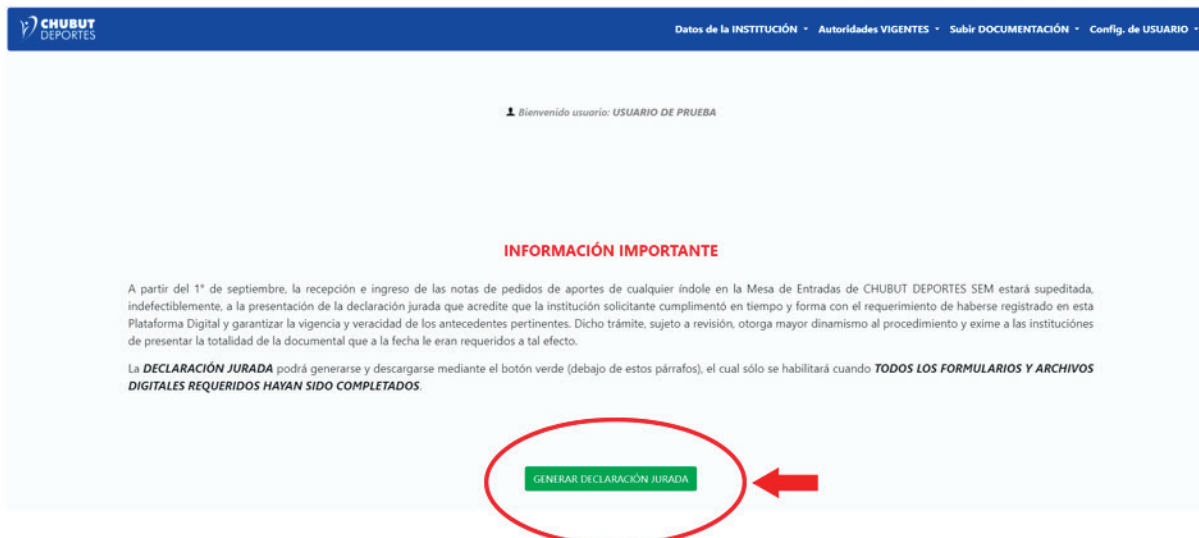 CHUBUT
DEPORTES
Datos de la INSTITUCIÓN
Autoridades VIGENTES
Subir DOCUMENTACIÓN
Config. de USUARIO
Bienvenido usuario: USUARIO DE PRUEBA
INFORMACIÓN IMPORTANTE
A partir del 1° de septiembre, la recepción e ingreso de las notas de pedidos de aportes de cualquier índole en la Mesa de Entradas de CHUBUT DEPORTES SEM estará supeditada,
indefectiblemente, a la presentación de la declaración jurada que acredite que la institución solicitante cumplimentó en tiempo y forma con el requerimiento de haberse registrado en esta
Plataforma Digital y garantizar la vigencia y veracidad de los antecedentes pertinentes. Dicho trámite, sujeto a revisión, otorga mayor dinamismo al procedimiento y exime a las instituciónes
de presentar la totalidad de la documental que a la fecha le eran requeridos a tal efecto.
La DECLARACIÓN JURADA podrá generarse y descargarse mediante el botón verde (debajo de estos párrafos), el cual sólo se habilitará cuando TODOS LOS FORMULARIOS Y ARCHIVOS
DIGITALES REQUERIDOS HAYAN SIDO COMPLETADOS.
GENERAR DECLARACIÓN JURADA